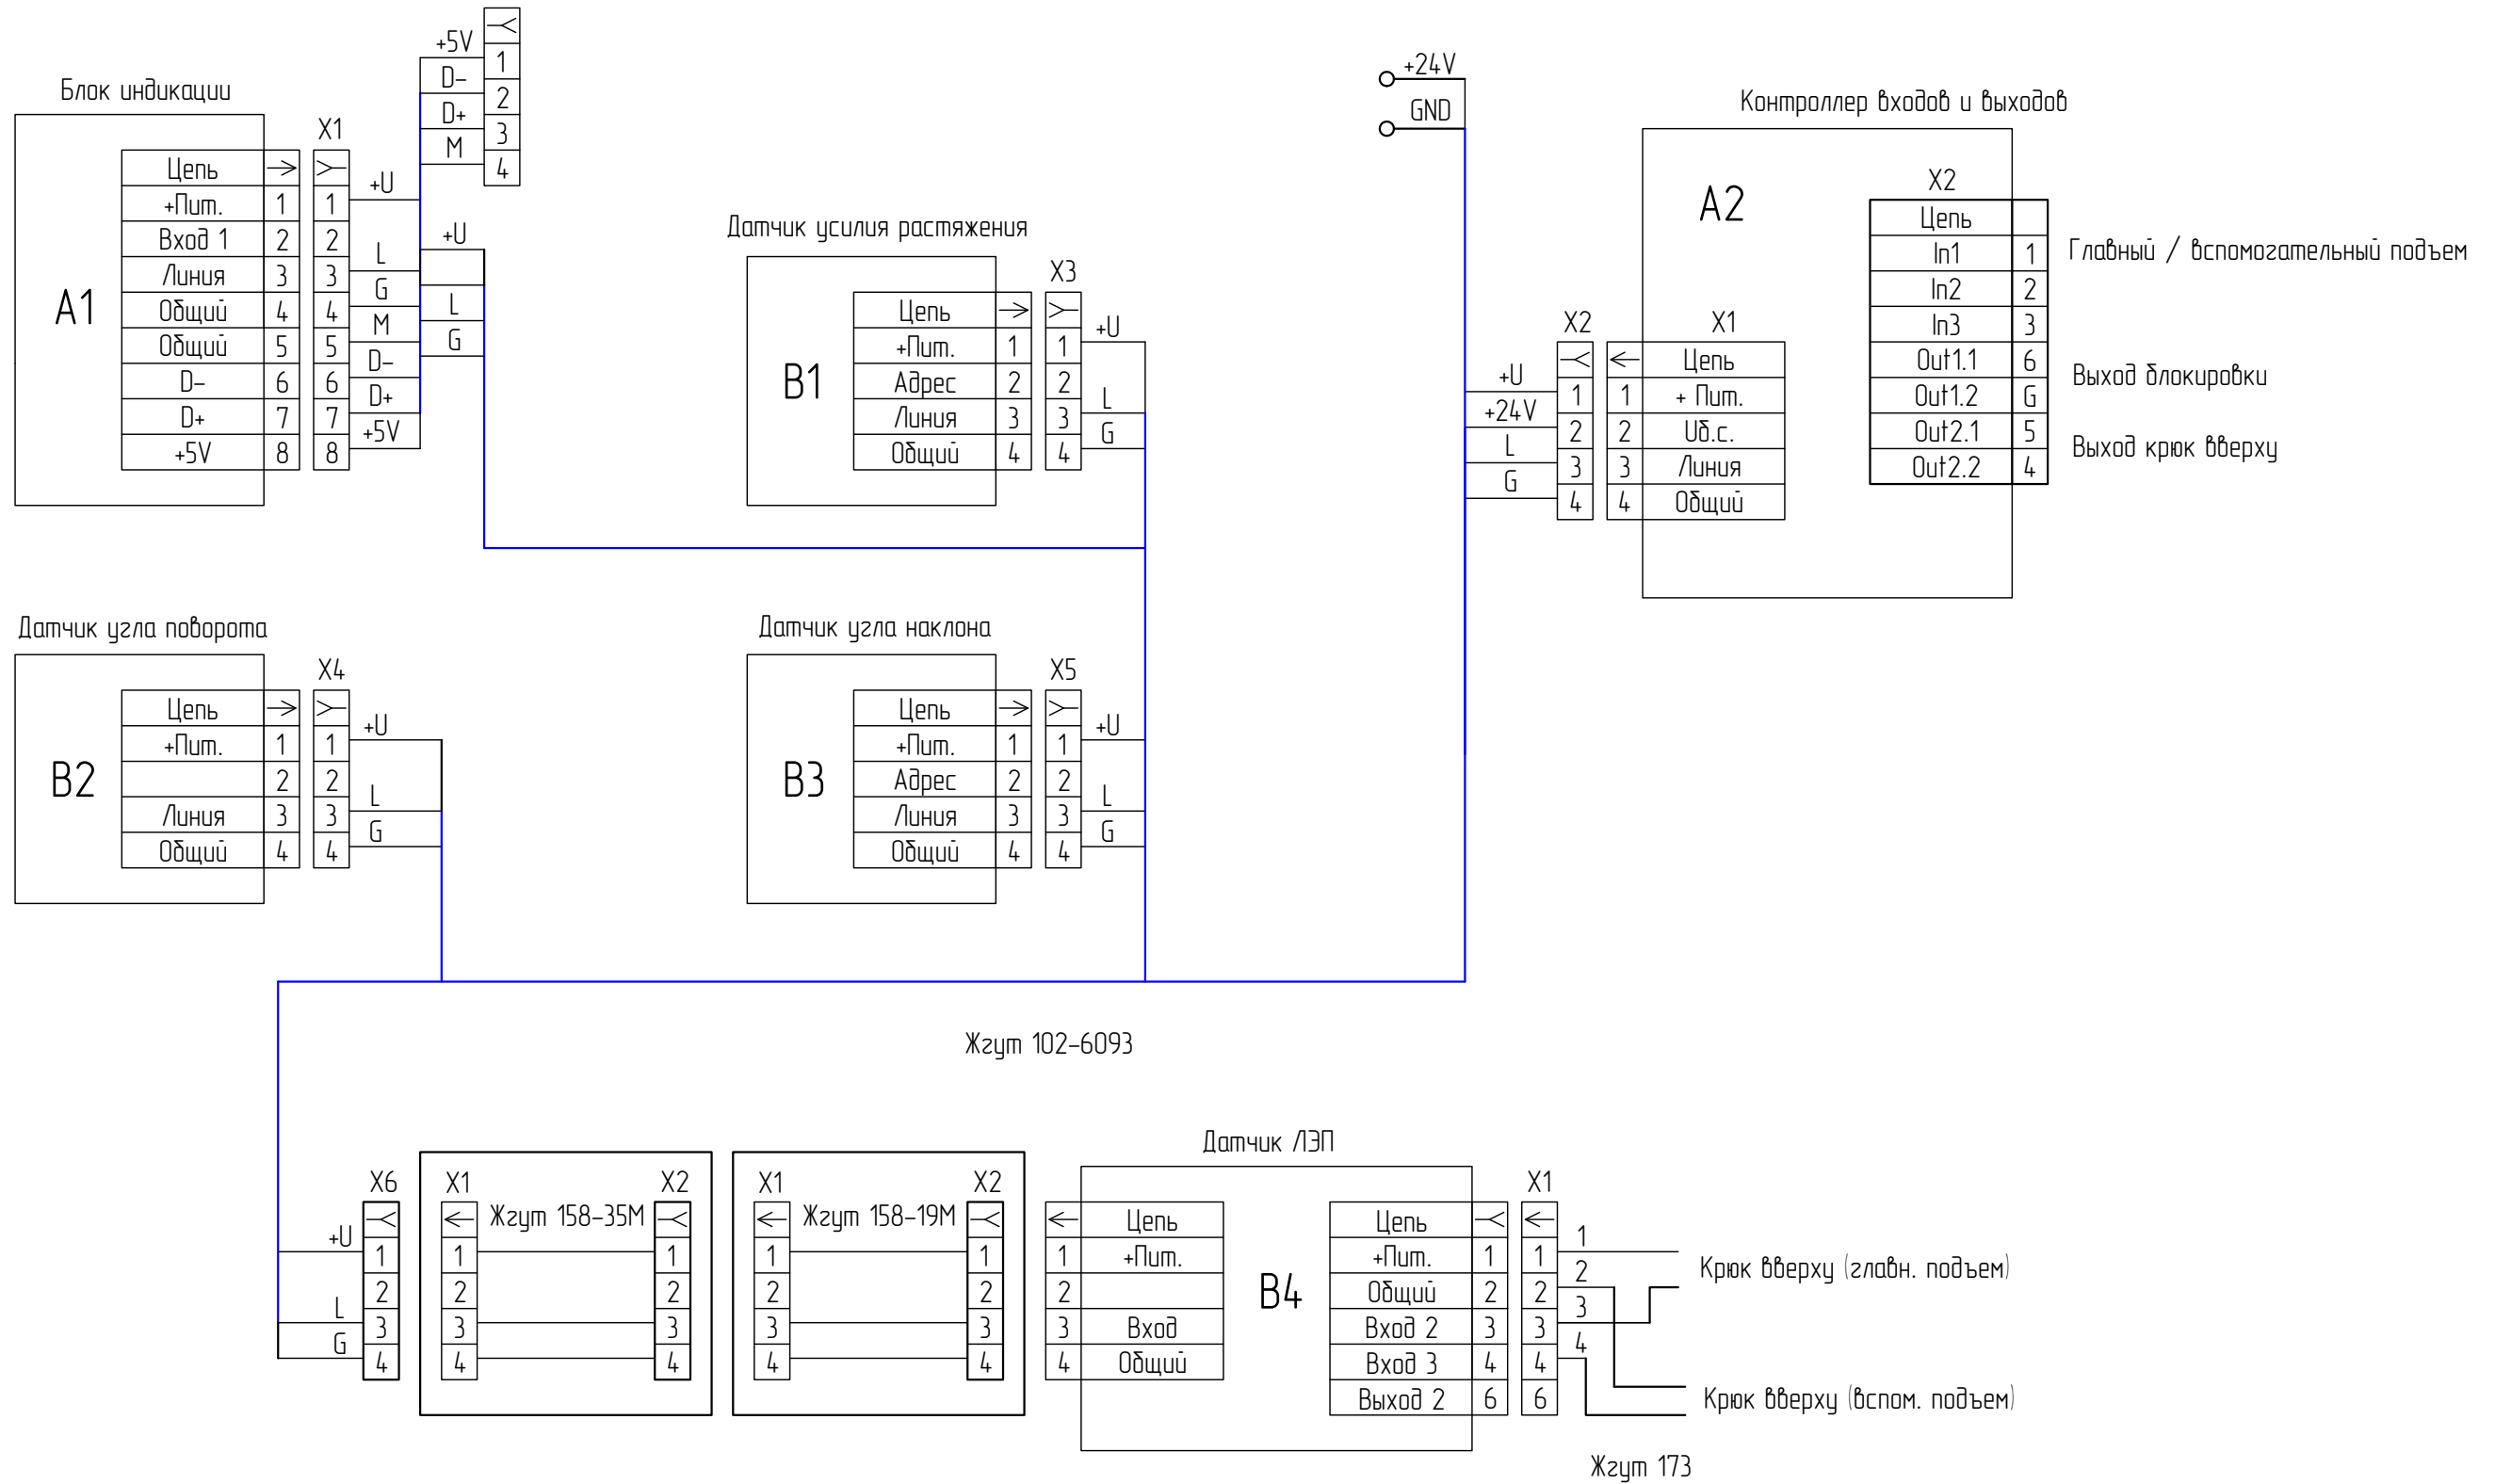 +5V
D-
D+
M
1
2
3
4
Блок индикации
A1
X1
Цепь
+Пит. 1 1 +U
Вход 1 2 2
Линия 3 3 L
Общий 4 4 G
Общий 5 5 M
D- 6 6 D-
D+ 7 7 D+
+5V 8 8 +5V
+U
L
G
Датчик усилия растяжения
B1
X3
Цепь
+Пит. 1 1 +U
Адрес 2 2
Линия 3 3 L
Общий 4 4 G
+24V
GND
Контроллер входов и выходов
A2
X2 X1
Цепь
+U 1 1 + Пит.
+24V 2 2 Uб.с.
L 3 3 Линия
G 4 4 Общий
X2
Цепь
In1 1 Главный / вспомогательный подъем
In2 2
In3 3
Out1.1 6
Выход блокировки
Out1.2 G
Out2.1 5
Выход крюк вверху
Out2.2 4
Датчик угла поворота
B2
X4
Цепь
+Пит. 1 1 +U
2 2
Линия 3 3 L
Общий 4 4 G
Датчик угла наклона
B3
X5
Цепь
+Пит. 1 1 +U
Адрес 2 2
Линия 3 3 L
Общий 4 4 G
Жгут 102-6093
X6
+U 1
2
L 3
G 4
X1 Жгут 158-35М X2
1 1
2 2
3 3
4 4
X1 Жгут 158-19М X2
1 1
2 2
3 3
4 4
Датчик ЛЭП
B4
Цепь
1 +Пит.
2
3 Вход
4 Общий
X1
Цепь
+Пит. 1 1 1
Общий 2 2 2
Вход 2 3 3 3
Вход 3 4 4 4
Выход 2 6 6
Крюк вверху (главн. подъем)
Крюк вверху (вспом. подъем)
Жгут 173